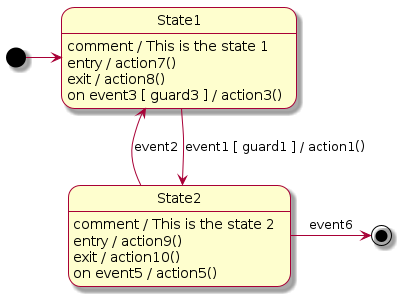 State1
comment / This is the state 1
entry / action7()
exit / action8()
on event3 [ guard3 ] / action3()
event2
event1 [ guard1 ] / action1()
State2
comment / This is the state 2
entry / action9()
exit / action10()
on event5 / action5()
event6